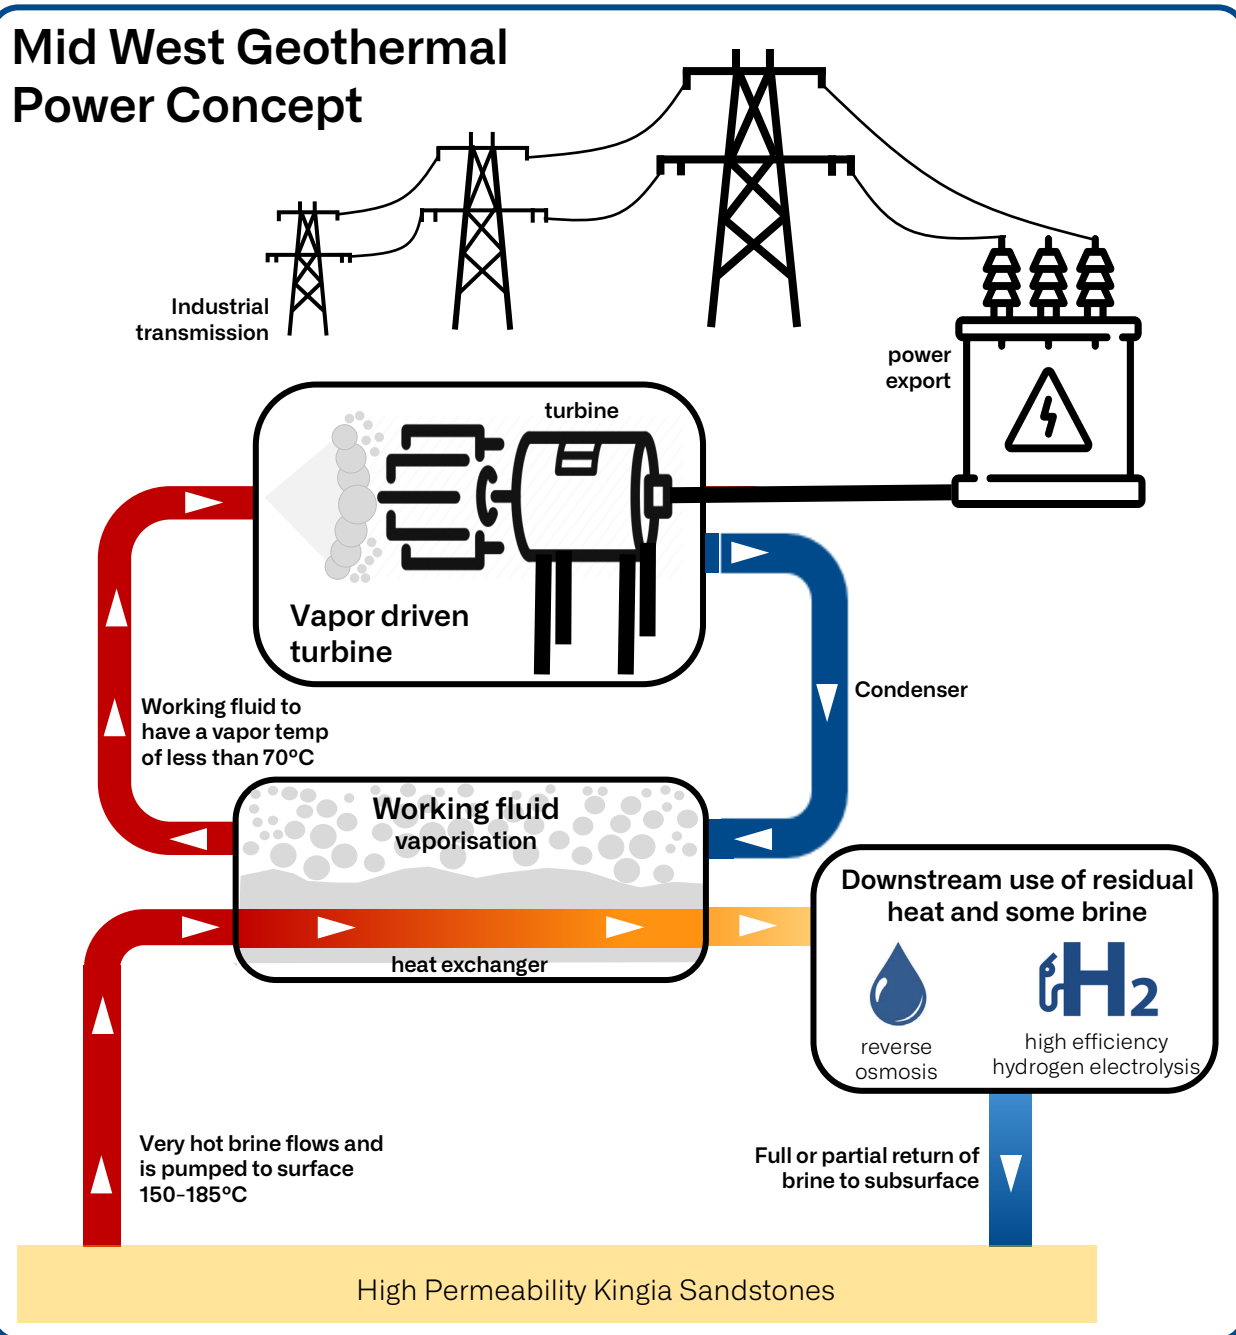 Mid West Geothermal
Power Concept
Industrial
transmission
power
export
turbine
Vapor driven
turbine
Working fluid to
have a vapor temp
of less than 70°C
Condenser
Working fluid
vaporisation
heat exchanger
Downstream use of residual
heat and some brine
H2
reverse
osmosis
high efficiency
hydrogen electrolysis
Very hot brine flows and
is pumped to surface
150-185°C
Full or partial return of
brine to subsurface
High Permeability Kingia Sandstones